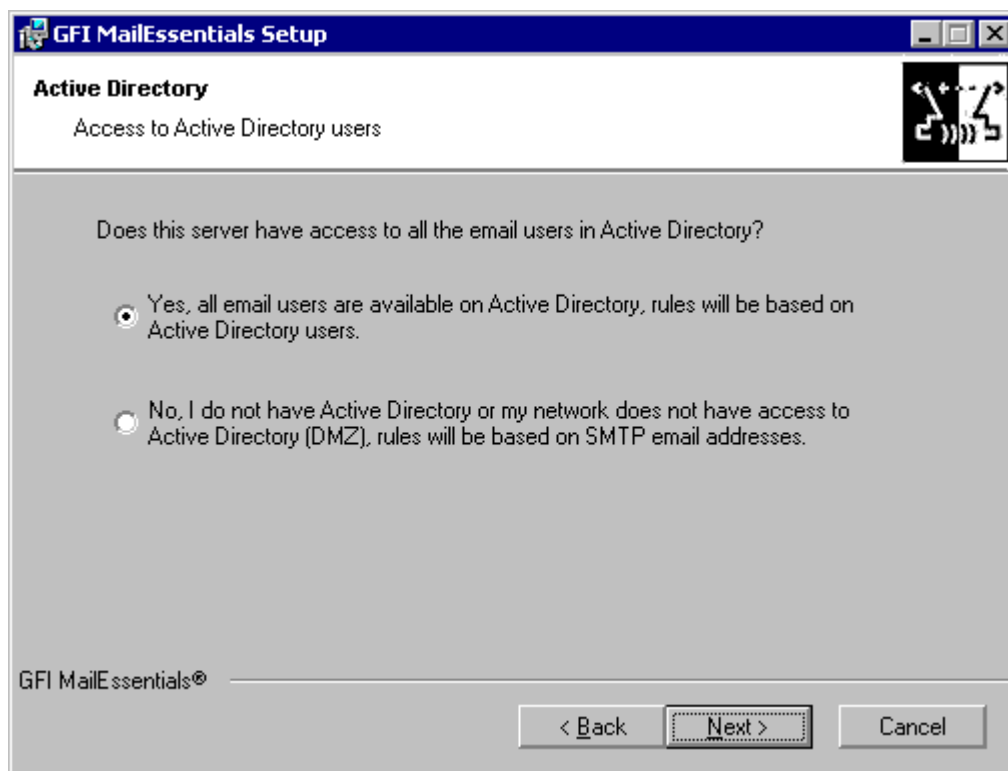 GFI MailEssentials Setup
Active Directory
Access to Active Directory users
Does this server have access to all the email users in Active Directory?
Yes, all email users are available on Active Directory, rules will be based on
Active Directory users.
No, I do not have Active Directory or my network does not have access to
Active Directory (DMZ), rules will be based on SMTP email addresses.
GFI MailEssentials®
< Back
Next >
Cancel